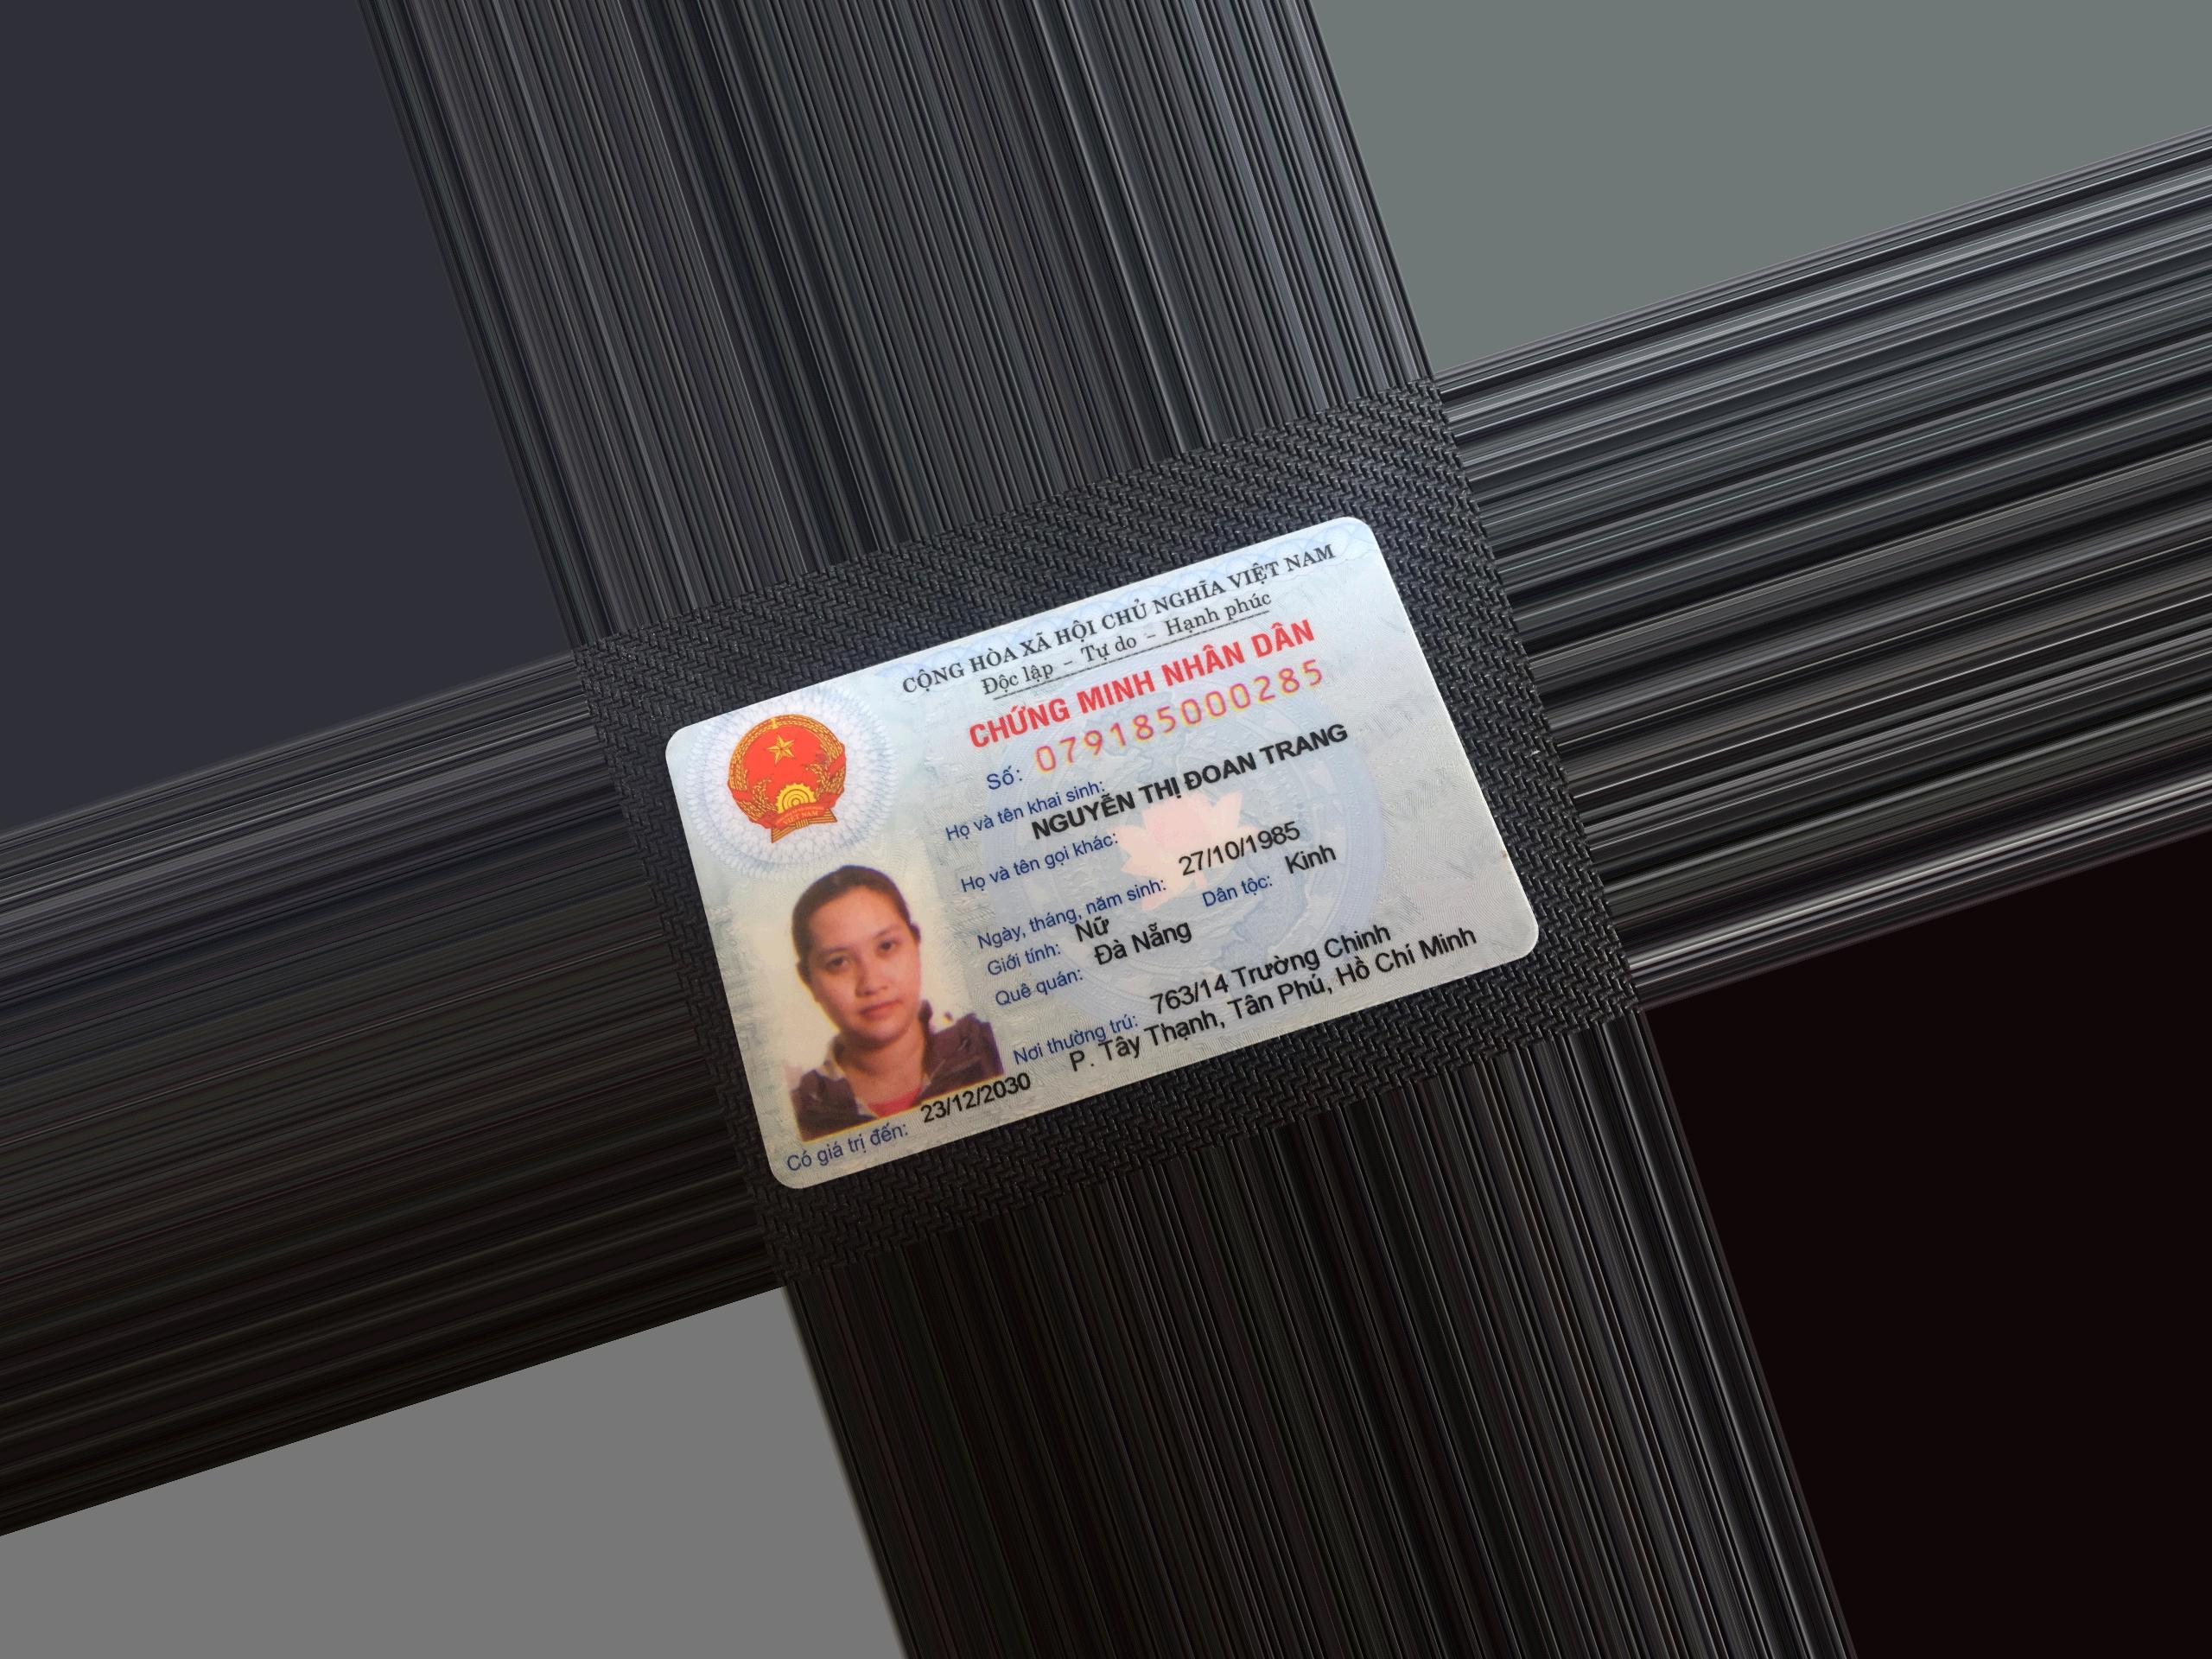 CỘNG HÒA XÃ HỘI CHỦ NGHĨA VIỆT NAM
Độc lập - Tự do - Hạnh phúc
CHỨNG MINH NHÂN DÂN
Số: 079185000285
Họ và tên khai sinh:
NGUYỄN THỊ ĐOAN TRANG
Họ và tên gọi khác:
Ngày, tháng, năm sinh: 27/10/1985
Giới tính: Nữ Dân tộc: Kinh
Quê quán: Đà Nẵng
Nơi thường trú: 763/14 Trường Chinh
P. Tây Thạnh, Tân Phú, Hồ Chí Minh
Có giá trị đến: 23/12/2030
VIỆT NAM